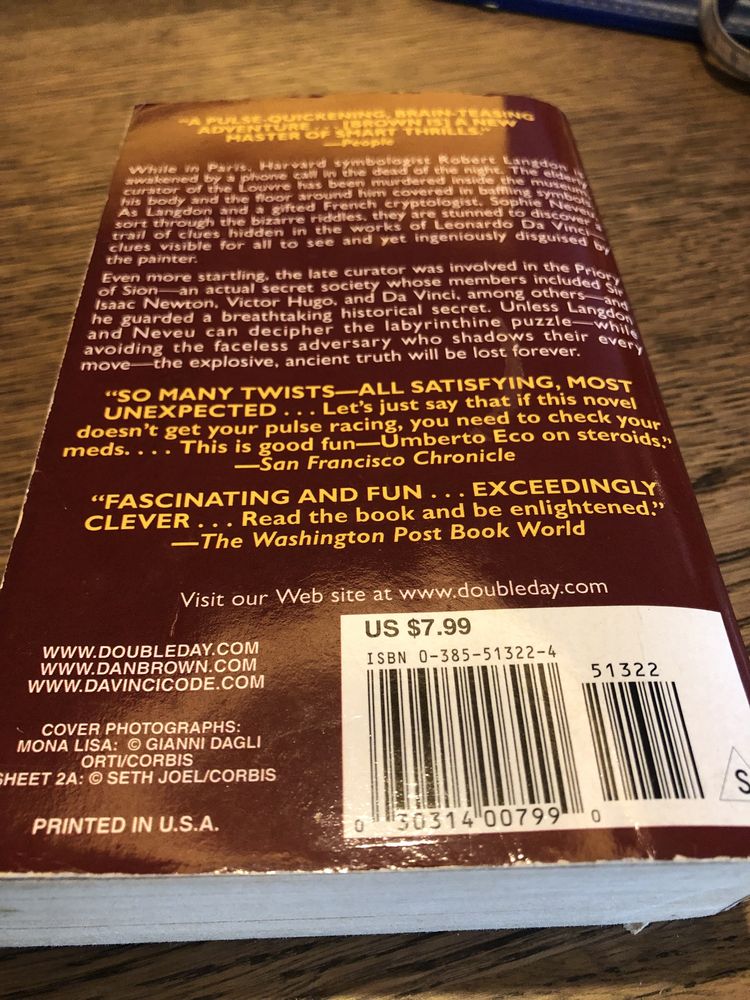 "A PULSE-QUICKENING, BRAIN-TEASING
ADVENTURE . . . [BROWN IS] A NEW
MASTER OF SMART THRILLS."
—People
While in Paris, Harvard symbologist Robert Langdon is
awakened by a phone call in the dead of the night. The elderly
curator of the Louvre has been murdered inside the museum,
his body and the floor around him covered in baffling symbols.
As Langdon and a gifted French cryptologist, Sophie Neveu,
sort through the bizarre riddles, they are stunned to discover a
trail of clues hidden in the works of Leonardo Da Vinci—
clues visible for all to see and yet ingeniously disguised by
the painter.
Even more startling, the late curator was involved in the Priory
of Sion—an actual secret society whose members included Sir
Isaac Newton, Victor Hugo, and Da Vinci, among others—and
he guarded a breathtaking historical secret. Unless Langdon
and Neveu can decipher the labyrinthine puzzle—while
avoiding the faceless adversary who shadows their every
move—the explosive, ancient truth will be lost forever.
"SO MANY TWISTS—ALL SATISFYING, MOST
UNEXPECTED . . . Let's just say that if this novel
doesn't get your pulse racing, you need to check your
meds. . . . This is good fun—Umberto Eco on steroids."
—San Francisco Chronicle
"FASCINATING AND FUN . . . EXCEEDINGLY
CLEVER . . . Read the book and be enlightened."
—The Washington Post Book World
Visit our Web site at www.doubleday.com
WWW.DOUBLEDAY.COM
WWW.DANBROWN.COM
WWW.DAVINCICODE.COM
COVER PHOTOGRAPHS:
MONA LISA: © GIANNI DAGLI
ORTI/CORBIS
SHEET 2A: © SETH JOEL/CORBIS
PRINTED IN U.S.A.
US $7.99
ISBN 0-385-51322-4
51322
0 30314 00799 0
S